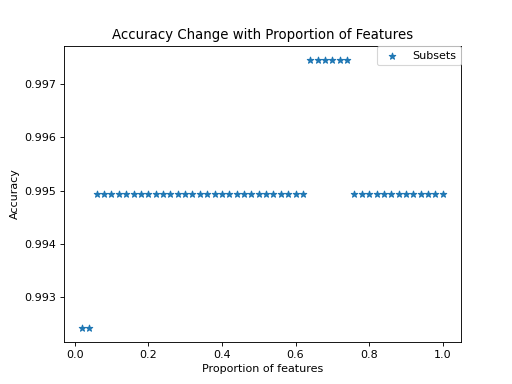 Accuracy Change with Proportion of Features
Subsets
0.997
0.996
0.995
0.994
0.993
Accuracy
0.0 0.2 0.4 0.6 0.8 1.0
Proportion of features